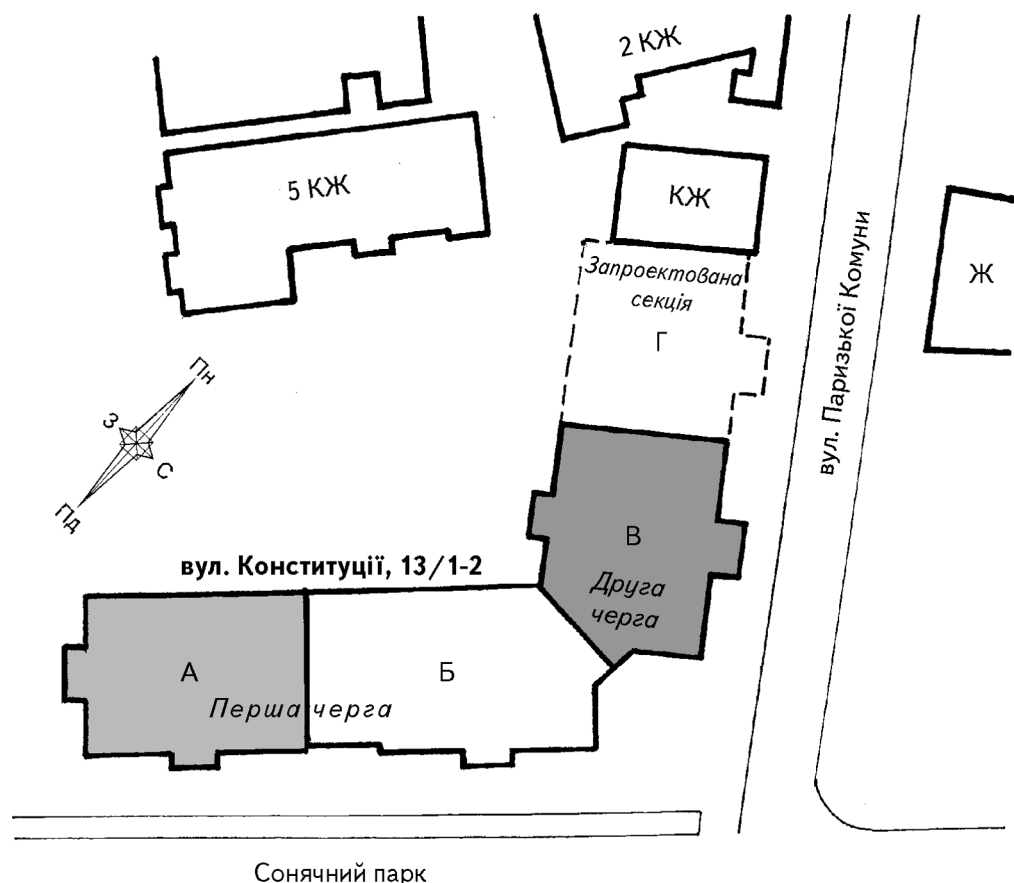 2 КЖ
5 КЖ
КЖ
Ж
Запроектована
секція
Г
вул. Паризької Комуни
Пн
З
С
Пд
В
вул. Конституції, 13/1-2
Друга
черга
А
Б
Перша черга
Сонячний парк